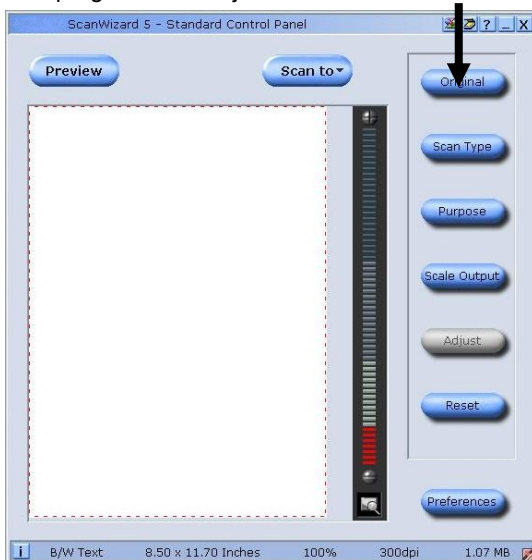 ScanWizard 5 - Standard Control Panel
Preview
Scan to
Original
Scan Type
Purpose
Scale Output
Adjust
Reset
Preferences
B/W Text 8.50 x 11.70 Inches 100% 300dpi 1.07 MB